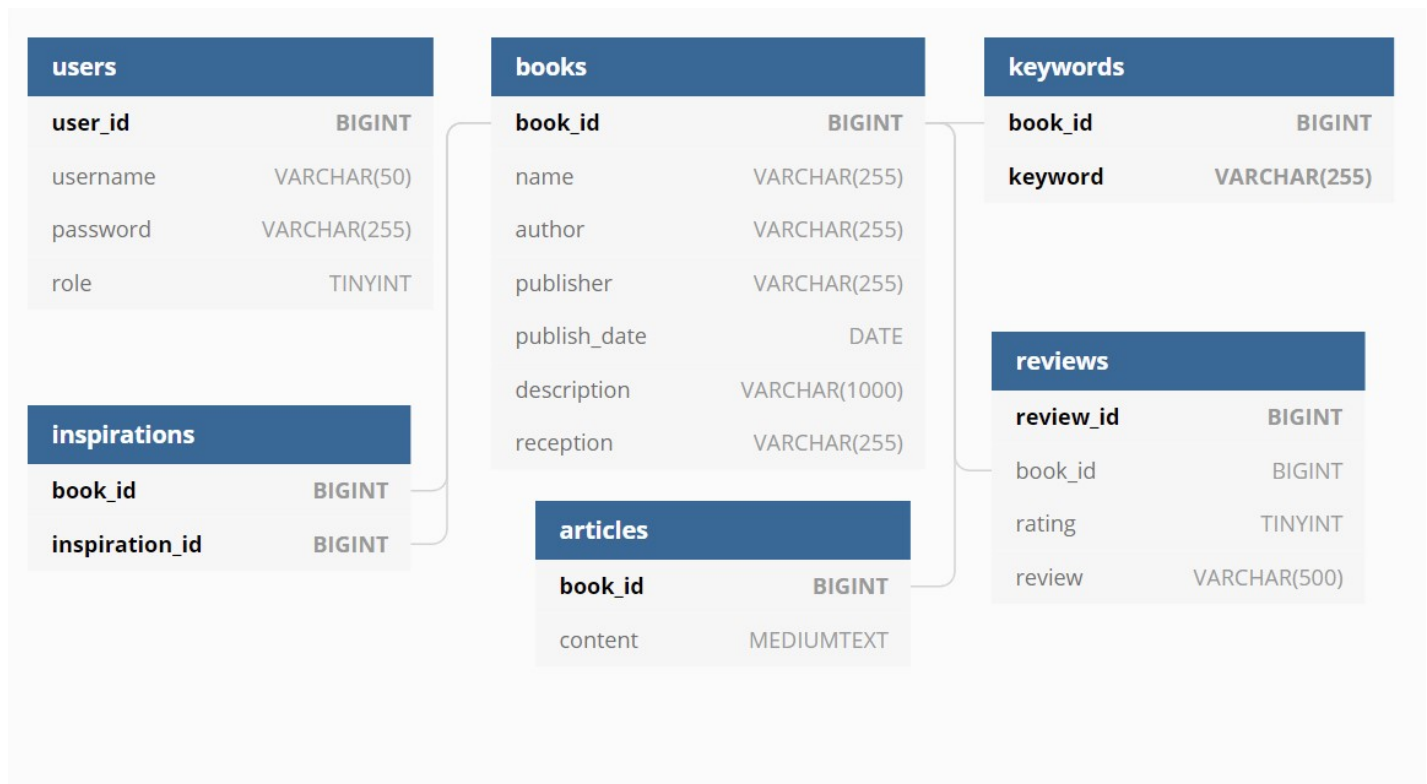 users
user_id BIGINT
username VARCHAR(50)
password VARCHAR(255)
role TINYINT
books
book_id BIGINT
name VARCHAR(255)
author VARCHAR(255)
publisher VARCHAR(255)
publish_date DATE
description VARCHAR(1000)
reception VARCHAR(255)
keywords
book_id BIGINT
keyword VARCHAR(255)
inspirations
book_id BIGINT
inspiration_id BIGINT
articles
book_id BIGINT
content MEDIUMTEXT
reviews
review_id BIGINT
book_id BIGINT
rating TINYINT
review VARCHAR(500)